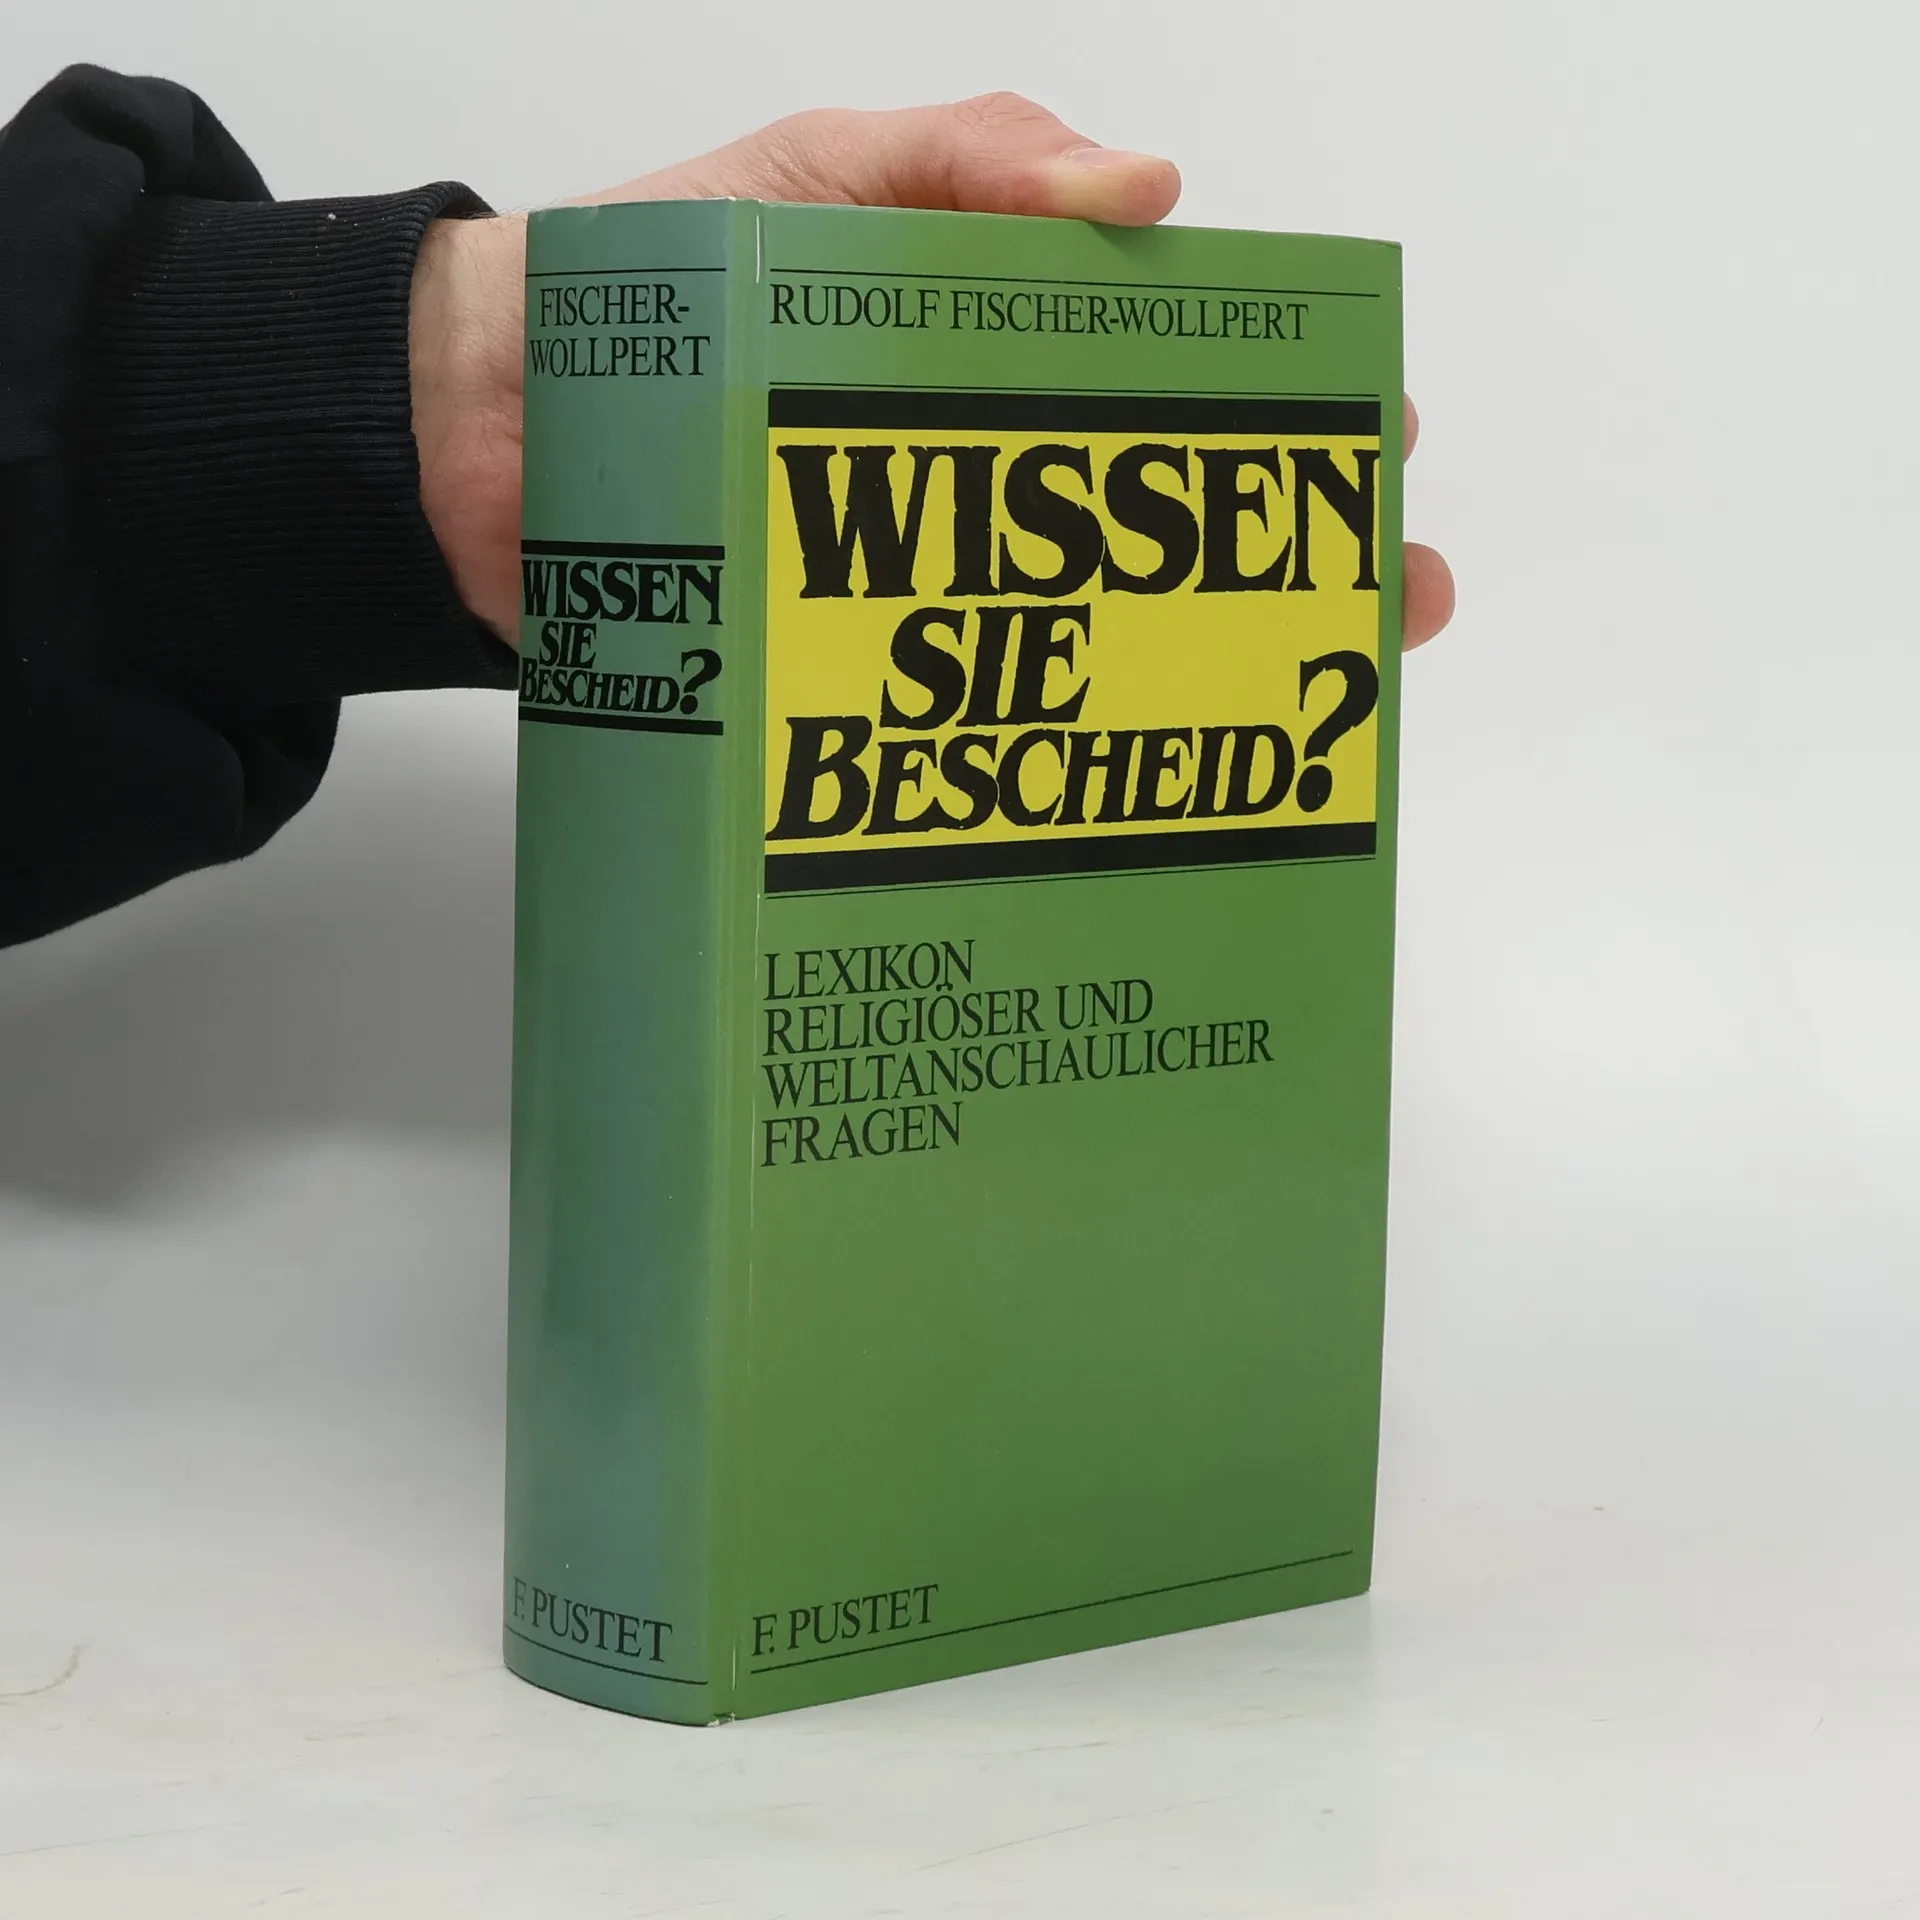 FISCHER-
WOLLPERT
WISSEN
SIE
BESCHEID?
F. PUSTET
RUDOLF FISCHER-WOLLPERT
WISSEN
SIE
BESCHEID?
LEXIKON
RELIGIÖSER UND
WELTANSCHAULICHER
FRAGEN
F. PUSTET